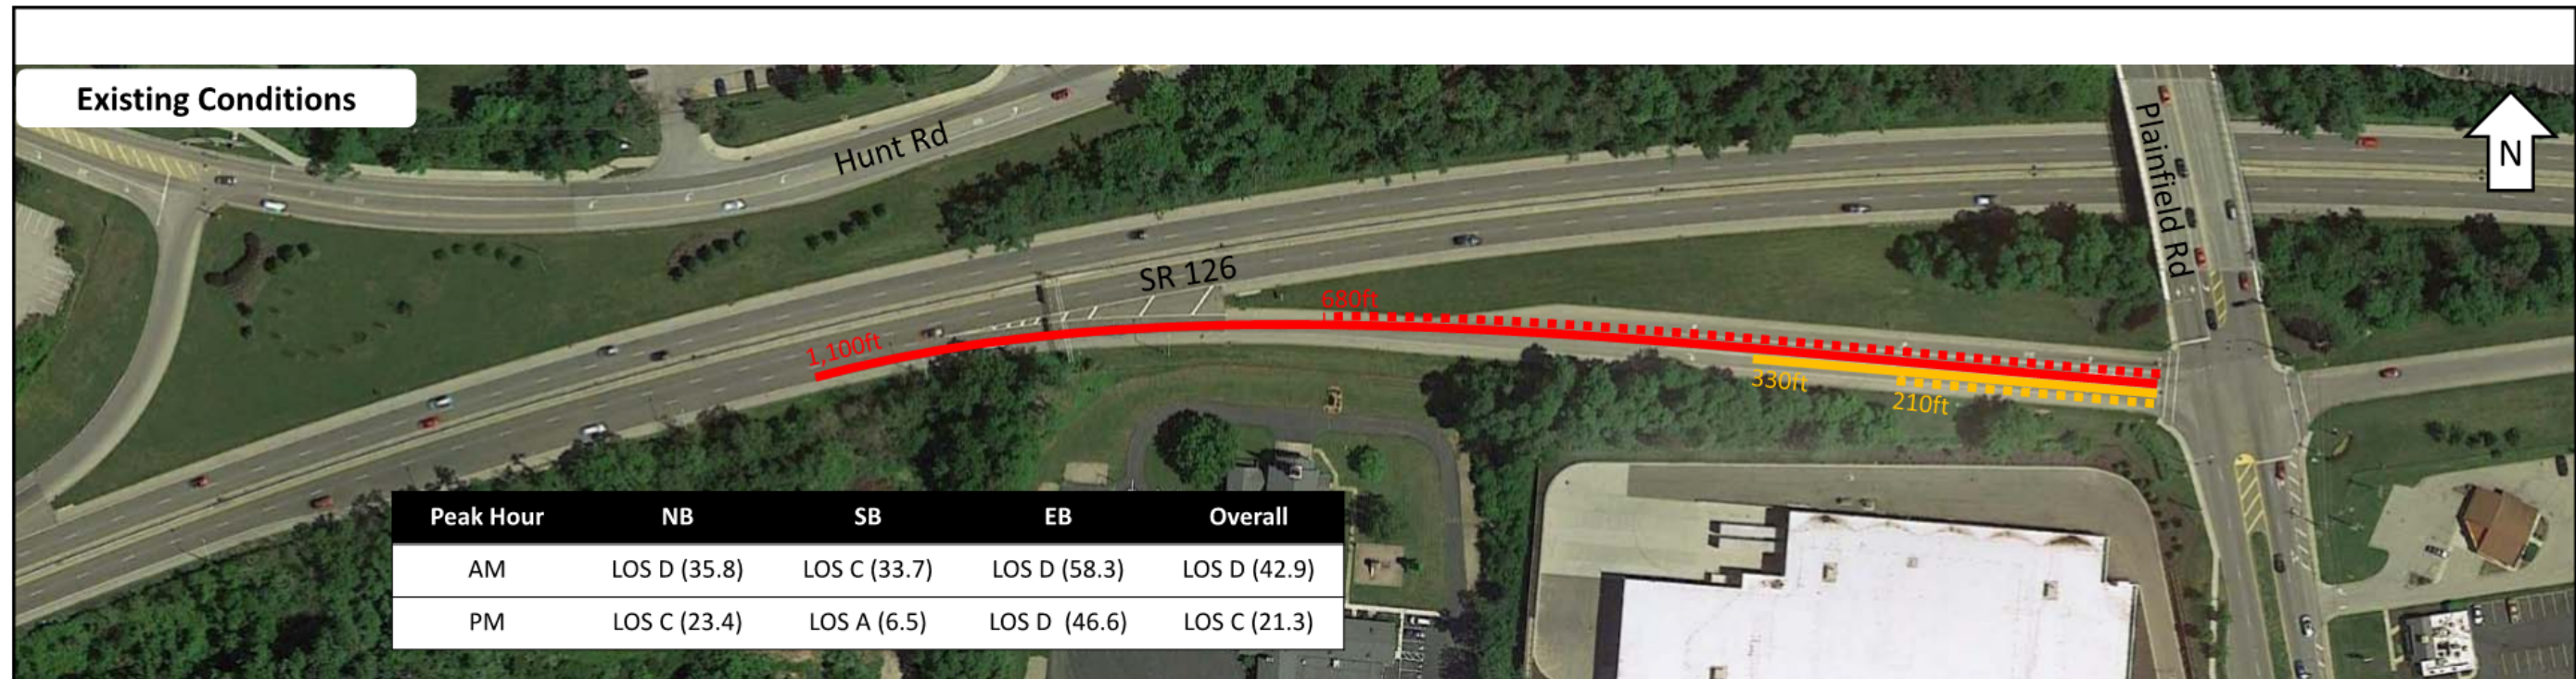 Existing Conditions
Hunt Rd
Plainfield Rd
N
SR 126
680ft
1,100ft
330ft
210ft
Peak Hour NB SB EB Overall
AM LOS D (35.8) LOS C (33.7) LOS D (58.3) LOS D (42.9)
PM LOS C (23.4) LOS A (6.5) LOS D (46.6) LOS C (21.3)